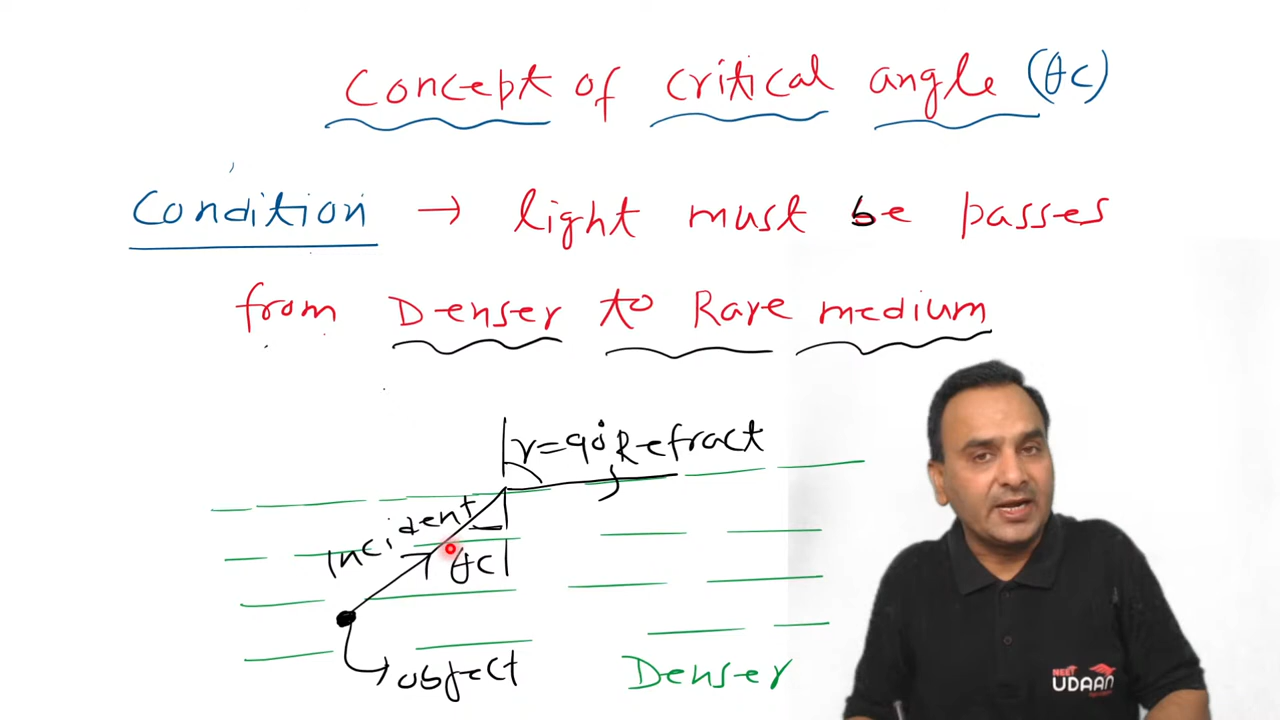 Concept of critical angle (θc)
Condition → light must be passes
from Denser to Rare medium
r=90° Refract
incident
θc
object
Denser
NEET
UDAAN